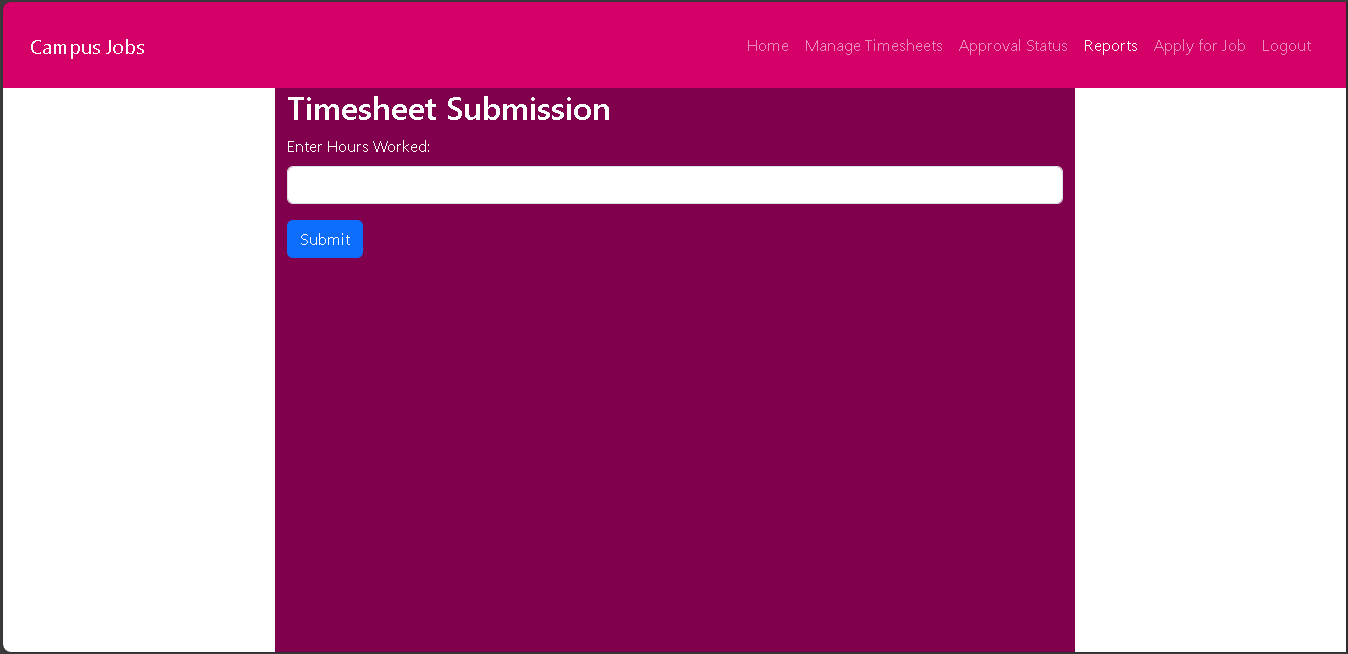 Campus Jobs
Home Manage Timesheets Approval Status Reports Apply for Job Logout
Timesheet Submission
Enter Hours Worked:
Submit